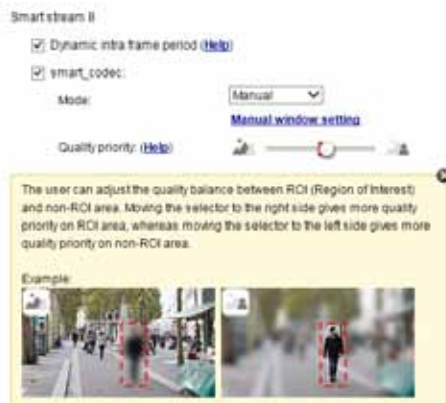 Smart stream II
Dynamic intra frame period (Help)
smart_codec:
Mode: Manual
Manual window setting
Quality priority: (Help)
The user can adjust the quality balance between ROI (Region of Interest)
and non-ROI area. Moving the selector to the right side gives more quality
priority on ROI area, whereas moving the selector to the left side gives more
quality priority on non-ROI area.
Example: